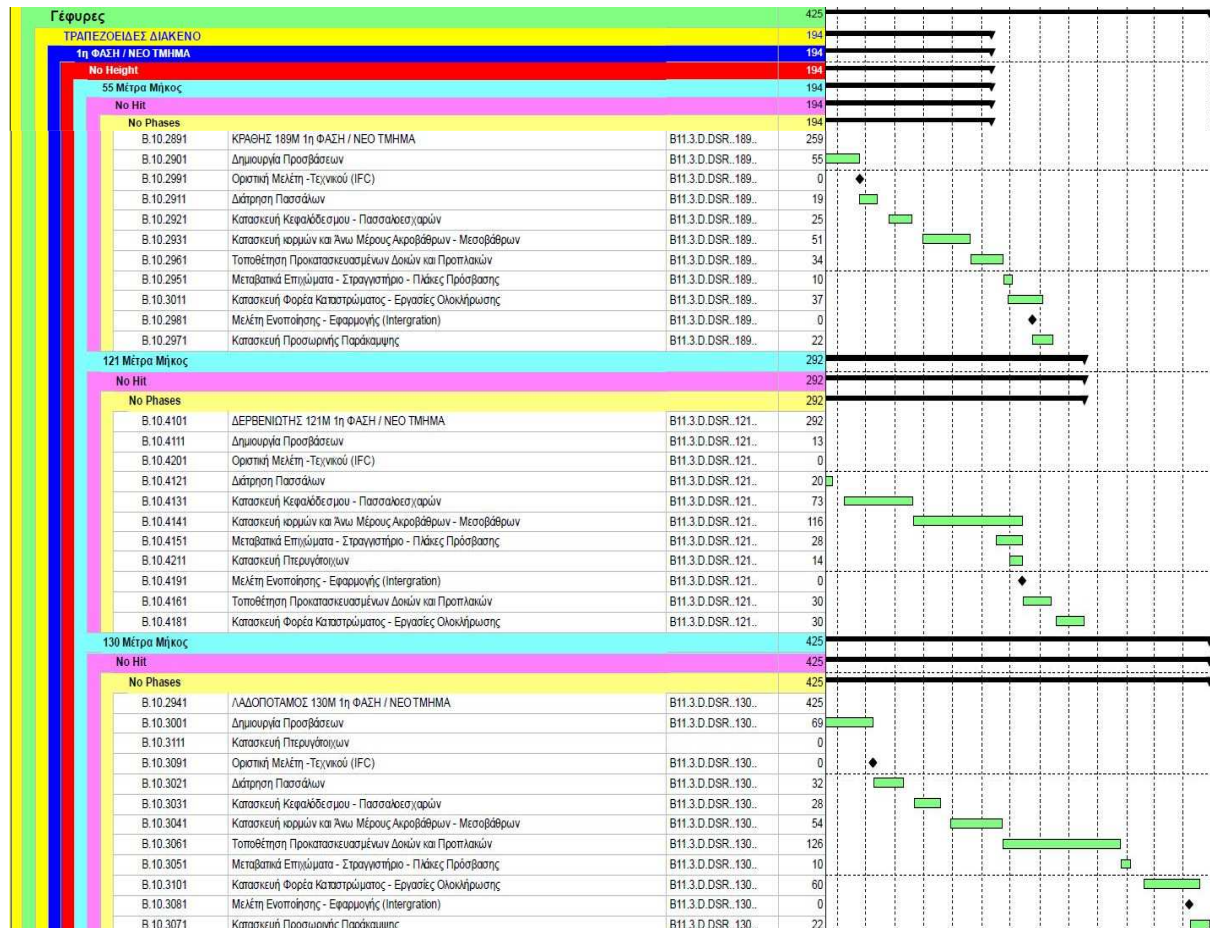 Γέφυρες 425
ΤΡΑΠΕΖΟΕΙΔΕΣ ΔΙΑΚΕΝΟ 194
1η ΦΑΣΗ / ΝΕΟ ΤΜΗΜΑ 194
No Height 194
55 Μέτρα Μήκος 194
No Hit 194
No Phases 194
B.10.2891 ΚΡΑΘΗΣ 189Μ 1η ΦΑΣΗ / ΝΕΟ ΤΜΗΜΑ B11.3.D.DSR..189.. 259
B.10.2901 Δημιουργία Προσβάσεων B11.3.D.DSR..189.. 55
B.10.2991 Οριστική Μελέτη -Τεχνικού (IFC) B11.3.D.DSR..189.. 0
B.10.2911 Διάτρηση Πασσάλων B11.3.D.DSR..189.. 19
B.10.2921 Κατασκευή Κεφαλόδεσμου - Πασσαλοεσχαρών B11.3.D.DSR..189.. 25
B.10.2931 Κατασκευή κορμών και Άνω Μέρους Ακροβάθρων - Μεσοβάθρων B11.3.D.DSR..189.. 51
B.10.2961 Τοποθέτηση Προκατασκευασμένων Δοκών και Προπλακών B11.3.D.DSR..189.. 34
B.10.2951 Μεταβατικά Επιχώματα - Στραγγιστήριο - Πλάκες Πρόσβασης B11.3.D.DSR..189.. 10
B.10.3011 Κατασκευή Φορέα Καταστρώματος - Εργασίες Ολοκλήρωσης B11.3.D.DSR..189.. 37
B.10.2981 Μελέτη Ενοποίησης - Εφαρμογής (Intergration) B11.3.D.DSR..189.. 0
B.10.2971 Κατασκευή Προσωρινής Παράκαμψης B11.3.D.DSR..189.. 22
121 Μέτρα Μήκος 292
No Hit 292
No Phases 292
B.10.4101 ΔΕΡΒΕΝΙΩΤΗΣ 121Μ 1η ΦΑΣΗ / ΝΕΟ ΤΜΗΜΑ B11.3.D.DSR..121.. 292
B.10.4111 Δημιουργία Προσβάσεων B11.3.D.DSR..121.. 13
B.10.4201 Οριστική Μελέτη -Τεχνικού (IFC) B11.3.D.DSR..121.. 0
B.10.4121 Διάτρηση Πασσάλων B11.3.D.DSR..121.. 20
B.10.4131 Κατασκευή Κεφαλόδεσμου - Πασσαλοεσχαρών B11.3.D.DSR..121.. 73
B.10.4141 Κατασκευή κορμών και Άνω Μέρους Ακροβάθρων - Μεσοβάθρων B11.3.D.DSR..121.. 116
B.10.4151 Μεταβατικά Επιχώματα - Στραγγιστήριο - Πλάκες Πρόσβασης B11.3.D.DSR..121.. 28
B.10.4211 Κατασκευή Πτερυγότοιχων B11.3.D.DSR..121.. 14
B.10.4191 Μελέτη Ενοποίησης - Εφαρμογής (Intergration) B11.3.D.DSR..121.. 0
B.10.4161 Τοποθέτηση Προκατασκευασμένων Δοκών και Προπλακών B11.3.D.DSR..121.. 30
B.10.4181 Κατασκευή Φορέα Καταστρώματος - Εργασίες Ολοκλήρωσης B11.3.D.DSR..121.. 30
130 Μέτρα Μήκος 425
No Hit 425
No Phases 425
B.10.2941 ΛΑΔΟΠΟΤΑΜΟΣ 130Μ 1η ΦΑΣΗ / ΝΕΟ ΤΜΗΜΑ B11.3.D.DSR..130.. 425
B.10.3001 Δημιουργία Προσβάσεων B11.3.D.DSR..130.. 69
B.10.3111 Κατασκευή Πτερυγότοιχων 0
B.10.3091 Οριστική Μελέτη -Τεχνικού (IFC) B11.3.D.DSR..130.. 0
B.10.3021 Διάτρηση Πασσάλων B11.3.D.DSR..130.. 32
B.10.3031 Κατασκευή Κεφαλόδεσμου - Πασσαλοεσχαρών B11.3.D.DSR..130.. 28
B.10.3041 Κατασκευή κορμών και Άνω Μέρους Ακροβάθρων - Μεσοβάθρων B11.3.D.DSR..130.. 54
B.10.3061 Τοποθέτηση Προκατασκευασμένων Δοκών και Προπλακών B11.3.D.DSR..130.. 126
B.10.3051 Μεταβατικά Επιχώματα - Στραγγιστήριο - Πλάκες Πρόσβασης B11.3.D.DSR..130.. 10
B.10.3101 Κατασκευή Φορέα Καταστρώματος - Εργασίες Ολοκλήρωσης B11.3.D.DSR..130.. 60
B.10.3081 Μελέτη Ενοποίησης - Εφαρμογής (Intergration) B11.3.D.DSR..130.. 0
B.10.3071 Κατασκευή Προσωρινής Παράκαμψης B11.3.D.DSR..130.. 22